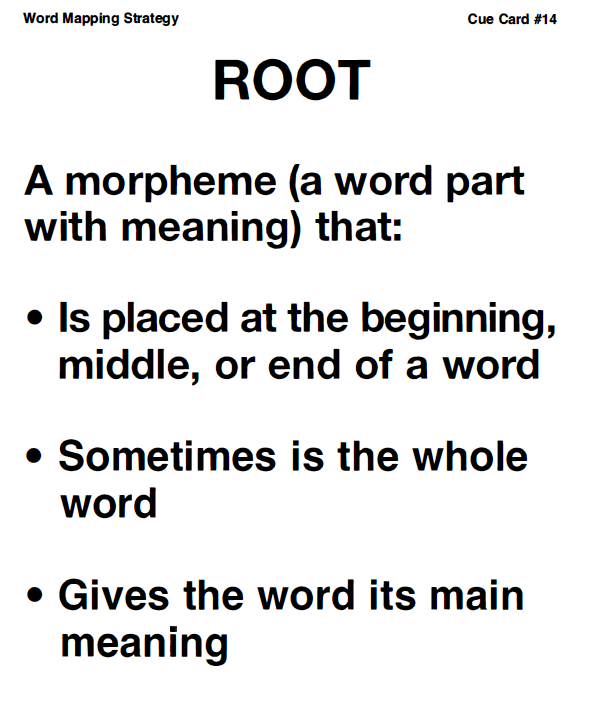 Word Mapping Strategy
Cue Card #14
ROOT
A morpheme (a word part
with meaning) that:
• Is placed at the beginning,
middle, or end of a word
• Sometimes is the whole
word
• Gives the word its main
meaning